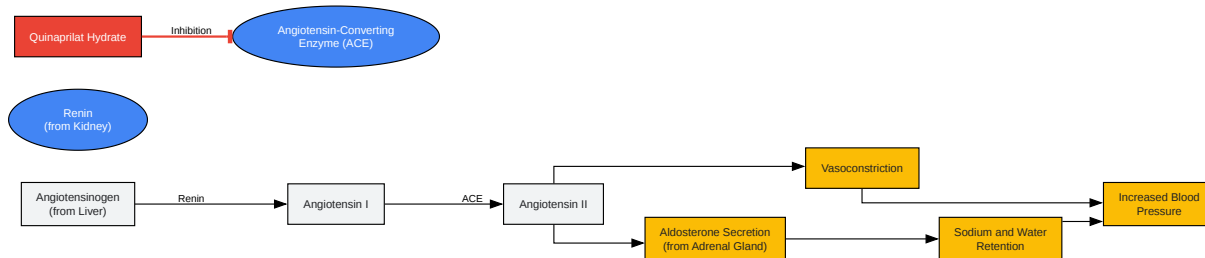 Quinaprilat Hydrate
Inhibition
Angiotensin-Converting
Enzyme (ACE)
Renin
(from Kidney)
Angiotensinogen
(from Liver)
Renin
Angiotensin I
ACE
Angiotensin II
Vasoconstriction
Aldosterone Secretion
(from Adrenal Gland)
Sodium and Water
Retention
Increased Blood
Pressure